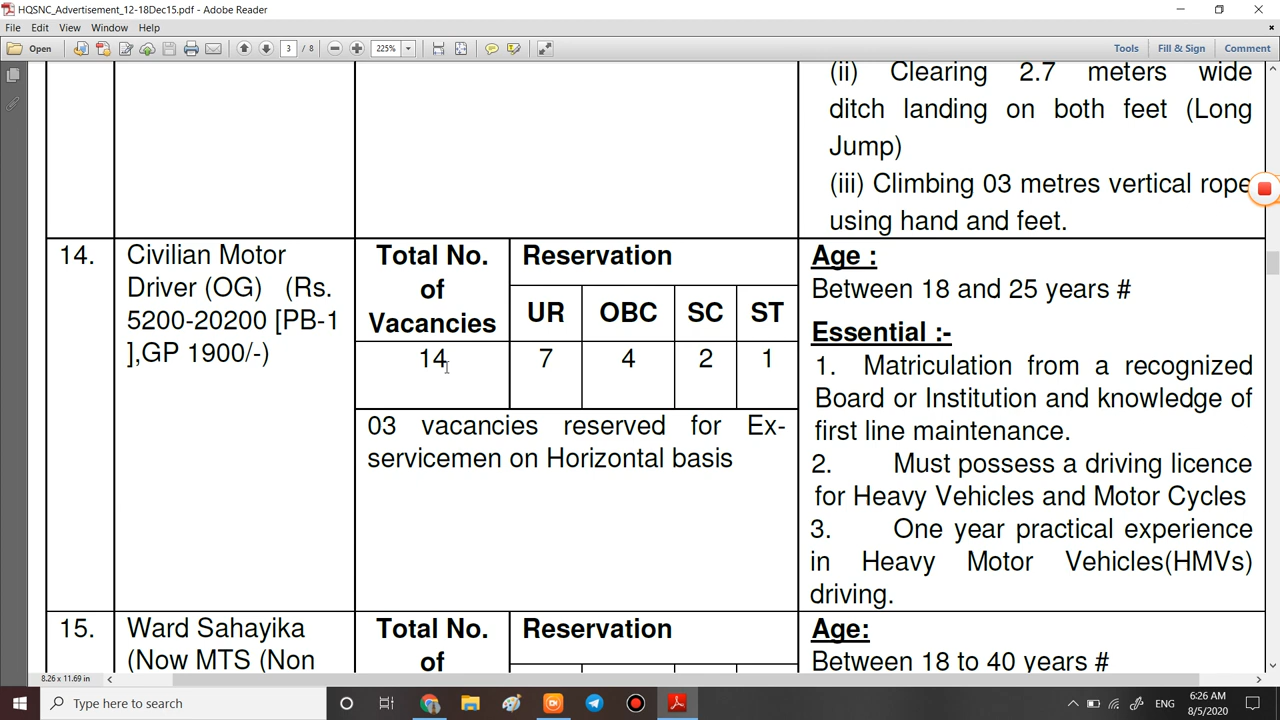 HQSNC_Advertisement_12-18Dec15.pdf - Adobe Reader
File Edit View Window Help
Open 3 / 8 225% Tools Fill & Sign Comment
(ii) Clearing 2.7 meters wide
ditch landing on both feet (Long
Jump)
(iii) Climbing 03 metres vertical rope
using hand and feet.
14.
Civilian Motor
Driver (OG) (Rs.
5200-20200 [PB-1
],GP 1900/-)
Total No.
of
Vacancies
Reservation
UR OBC SC ST
14 7 4 2 1
03 vacancies reserved for Ex-
servicemen on Horizontal basis
Age :
Between 18 and 25 years #
Essential :-
1. Matriculation from a recognized
Board or Institution and knowledge of
first line maintenance.
2. Must possess a driving licence
for Heavy Vehicles and Motor Cycles
3. One year practical experience
in Heavy Motor Vehicles(HMVs)
driving.
15.
Ward Sahayika
(Now MTS (Non
Total No.
of
Reservation
Age:
Between 18 to 40 years #
8.26 x 11.69 in
Type here to search
ENG
6:26 AM
8/5/2020